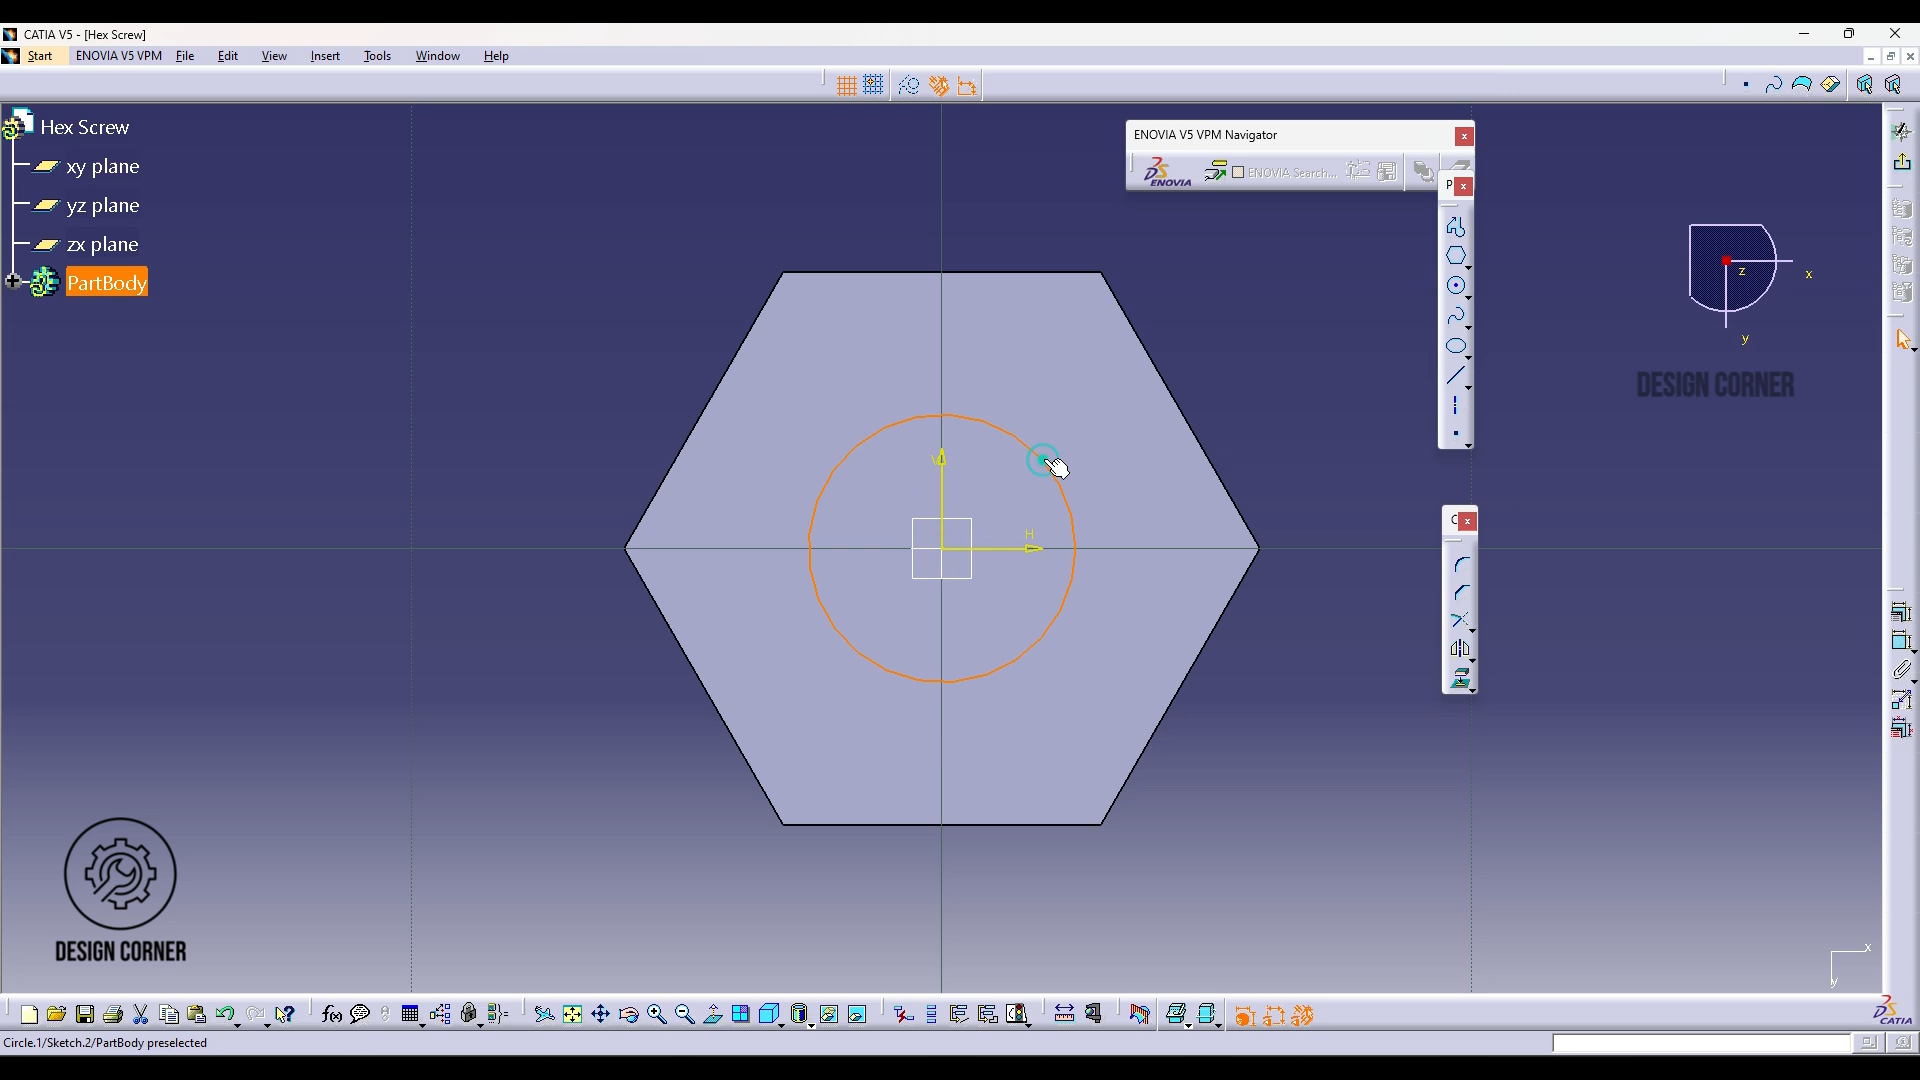 CATIA V5 - [Hex Screw]
Start ENOVIA V5 VPM File Edit View Insert Tools Window Help
Hex Screw
xy plane
yz plane
zx plane
PartBody
ENOVIA V5 VPM Navigator
ENOVIA
ENOVIA Search...
P
z
x
y
DESIGN CORNER
V
H
C
DESIGN CORNER
x
y
f(x)
CATIA
Circle.1/Sketch.2/PartBody preselected